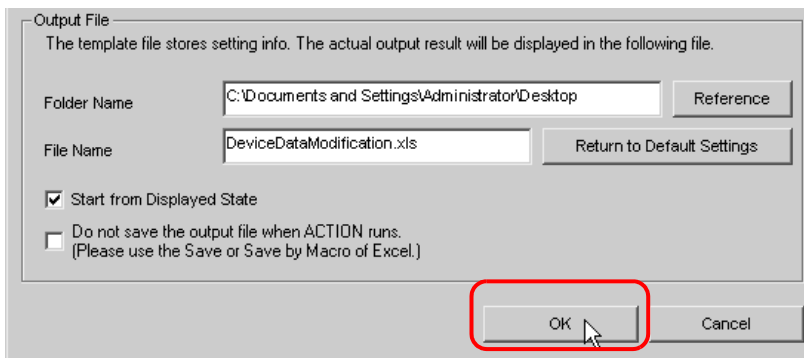 Output File
The template file stores setting info. The actual output result will be displayed in the following file.
Folder Name
C:\Documents and Settings\Administrator\Desktop
Reference
File Name
DeviceDataModification.xls
Return to Default Settings
Start from Displayed State
Do not save the output file when ACTION runs.
(Please use the Save or Save by Macro of Excel.)
OK
Cancel